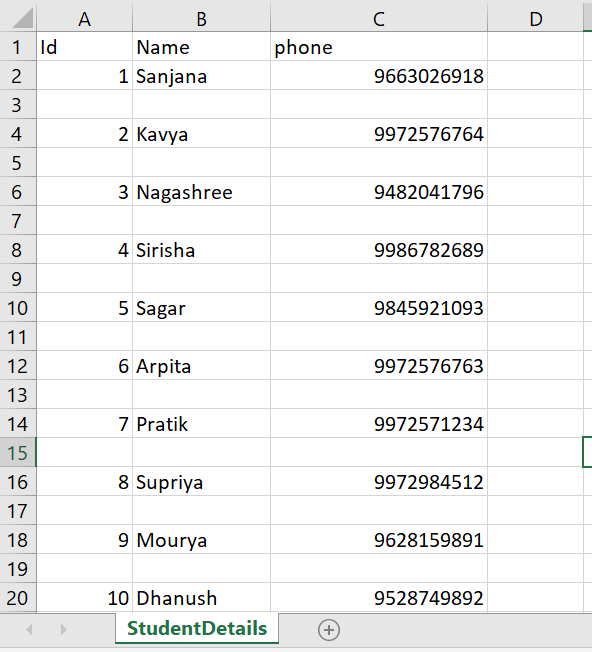 A B C D
1 Id Name phone
2 1 Sanjana 9663026918
3
4 2 Kavya 9972576764
5
6 3 Nagashree 9482041796
7
8 4 Sirisha 9986782689
9
10 5 Sagar 9845921093
11
12 6 Arpita 9972576763
13
14 7 Pratik 9972571234
15
16 8 Supriya 9972984512
17
18 9 Mourya 9628159891
19
20 10 Dhanush 9528749892
StudentDetails